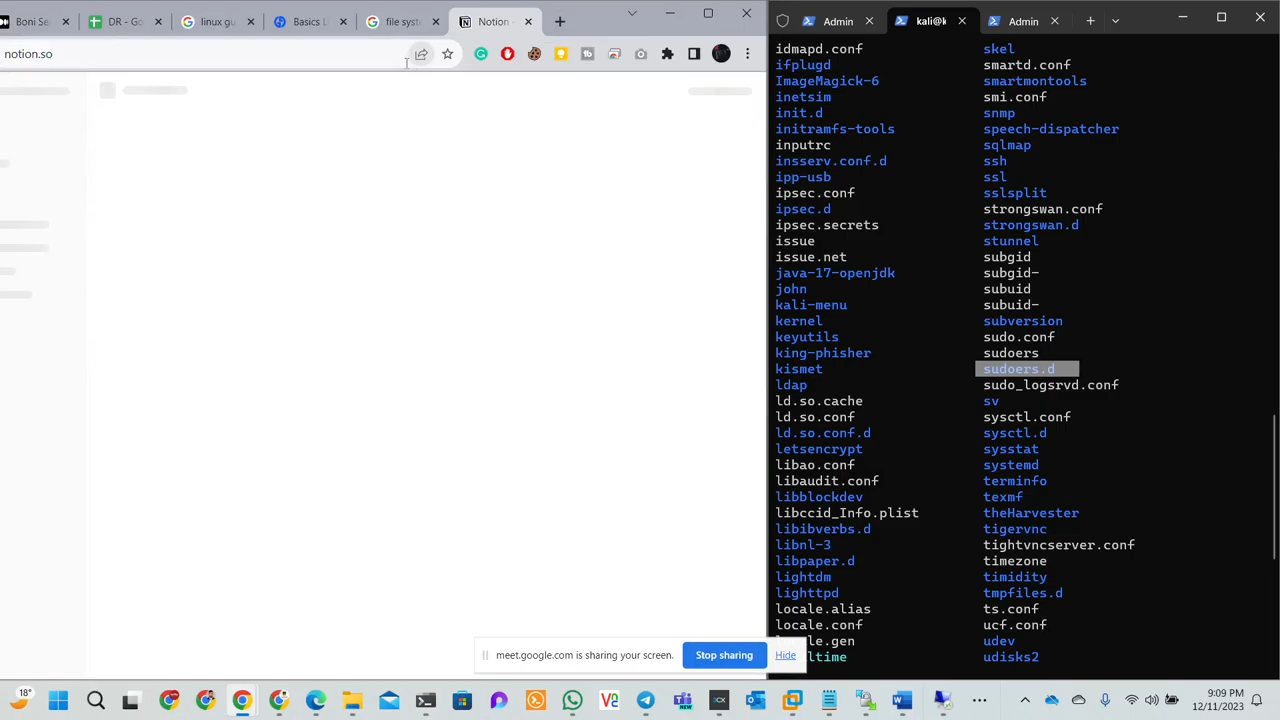 Boni Se
DR - G
linux gu
Basics L
file syste
Notion -
Admin
kali@k
Admin
notion.so
idmapd.conf
ifplugd
ImageMagick-6
inetsim
init.d
initramfs-tools
inputrc
insserv.conf.d
ipp-usb
ipsec.conf
ipsec.d
ipsec.secrets
issue
issue.net
java-17-openjdk
john
kali-menu
kernel
keyutils
king-phisher
kismet
ldap
ld.so.cache
ld.so.conf
ld.so.conf.d
letsencrypt
libao.conf
libaudit.conf
libblockdev
libccid_Info.plist
libibverbs.d
libnl-3
libpaper.d
lightdm
lighttpd
locale.alias
locale.conf
le.gen
ltime
skel
smartd.conf
smartmontools
smi.conf
snmp
speech-dispatcher
sqlmap
ssh
ssl
sslsplit
strongswan.conf
strongswan.d
stunnel
subgid
subgid-
subuid
subuid-
subversion
sudo.conf
sudoers
sudoers.d
sudo_logsrvd.conf
sv
sysctl.conf
sysctl.d
sysstat
systemd
terminfo
texmf
theHarvester
tigervnc
tightvncserver.conf
timezone
timidity
tmpfiles.d
ts.conf
ucf.conf
udev
udisks2
meet.google.com is sharing your screen.
Stop sharing
Hide
18°
9:09 PM
12/11/2023